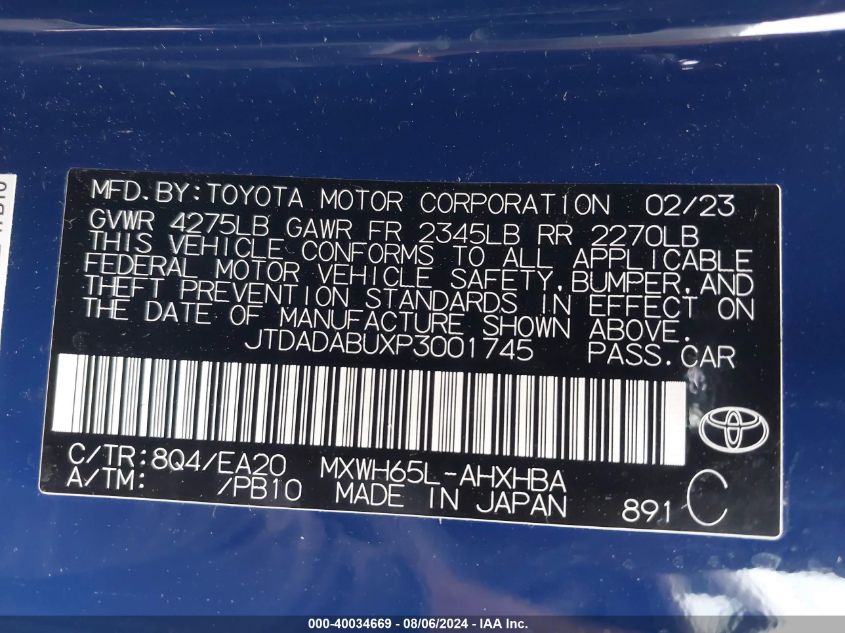 MFD.BY:TOYOTA MOTOR CORPORATION 02/23
GVWR 4275LB GAWR FR 2345LB RR 2270LB
THIS VEHICLE CONFORMS TO ALL APPLICABLE
FEDERAL MOTOR VEHICLE SAFETY,BUMPER,AND
THEFT PREVENTION STANDARDS IN EFFECT ON
THE DATE OF MANUFACTURE SHOWN ABOVE.
JTDADABUXP3001745 PASS.CAR
C/TR:8Q4/EA20 MXWH65L-AHXHBA
A/TM: /PB10 MADE IN JAPAN 891 C
000-40034669 - 08/06/2024 - IAA Inc.